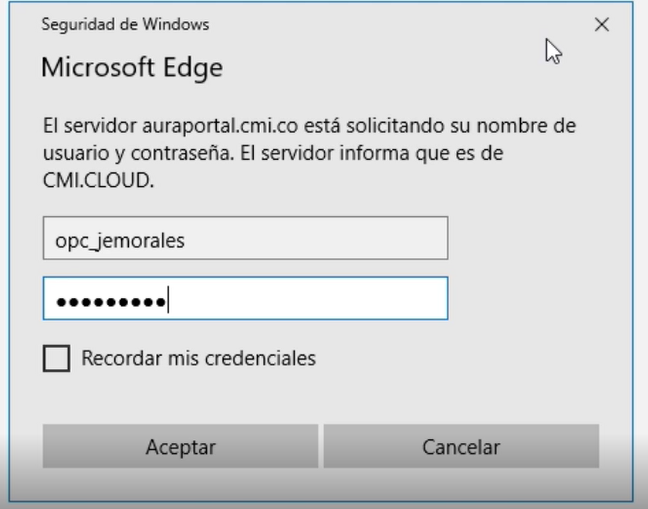 Seguridad de Windows
Microsoft Edge
El servidor auraportal.cmi.co está solicitando su nombre de
usuario y contraseña. El servidor informa que es de
CMI.CLOUD.
opc_jemorales
●●●●●●●●●
Recordar mis credenciales
Aceptar
Cancelar